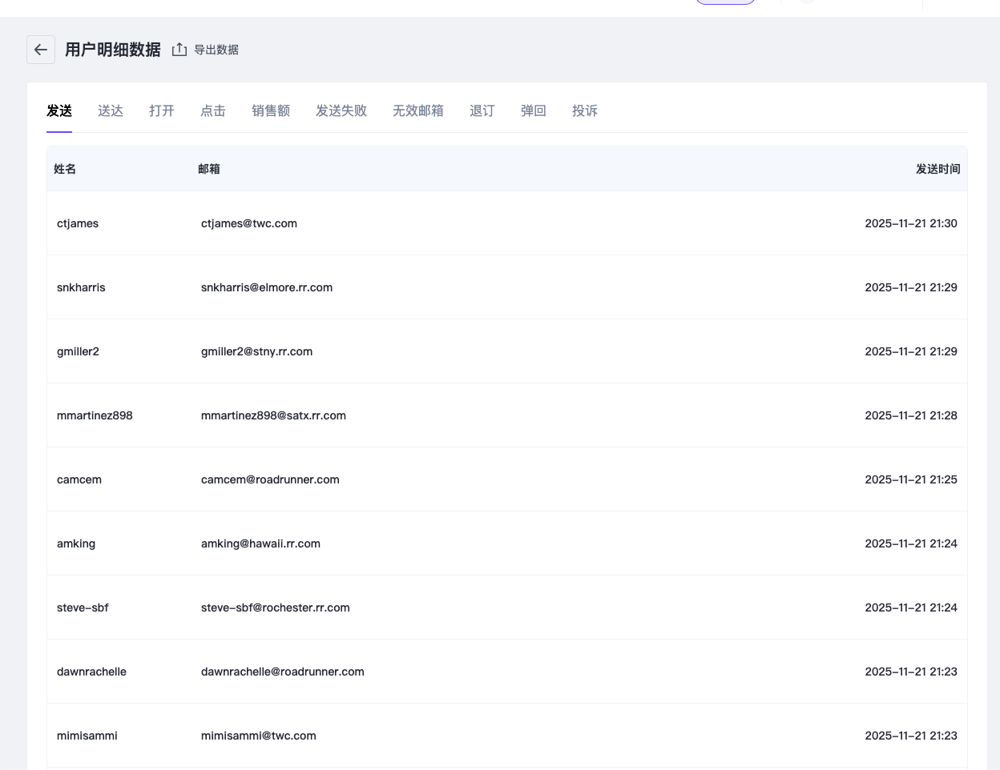 用户明细数据 导出数据
发送 送达 打开 点击 销售额 发送失败 无效邮箱 退订 弹回 投诉
姓名 邮箱 发送时间
ctjames ctjames@twc.com 2025-11-21 21:30
snkharris snkharris@elmore.rr.com 2025-11-21 21:29
gmiller2 gmiller2@stny.rr.com 2025-11-21 21:29
mmartinez898 mmartinez898@satx.rr.com 2025-11-21 21:28
camcem camcem@roadrunner.com 2025-11-21 21:25
amking amking@hawaii.rr.com 2025-11-21 21:24
steve-sbf steve-sbf@rochester.rr.com 2025-11-21 21:24
dawnrachelle dawnrachelle@roadrunner.com 2025-11-21 21:23
mimisammi mimisammi@twc.com 2025-11-21 21:23